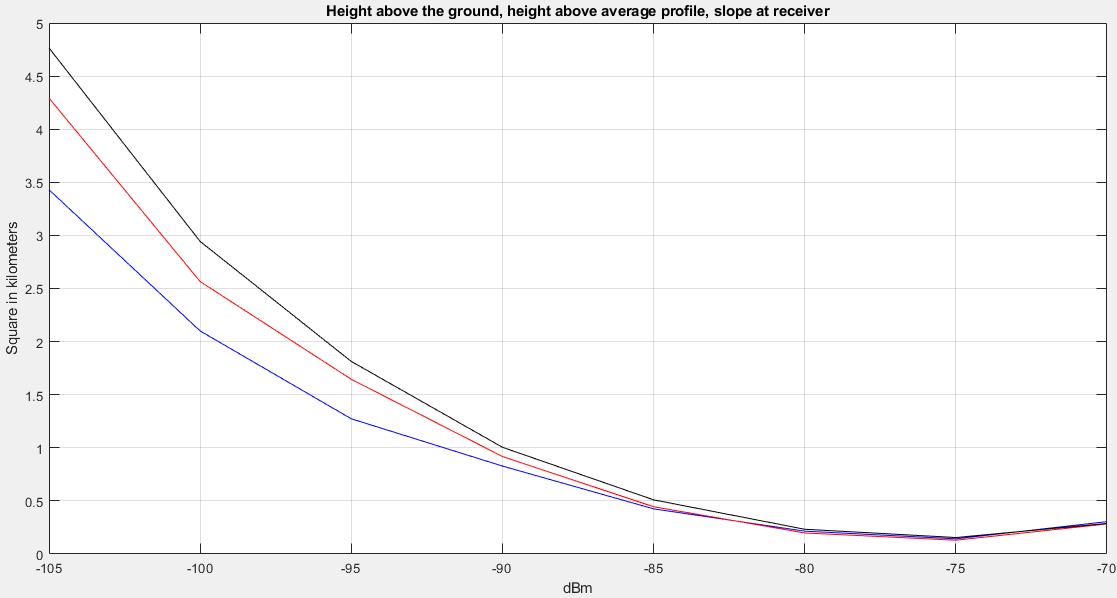 Height above the ground, height above average profile, slope at receiver
5
4.5
4
3.5
3
2.5
2
1.5
1
0.5
0
Square in kilometers
-105 -100 -95 -90 -85 -80 -75 -70
dBm